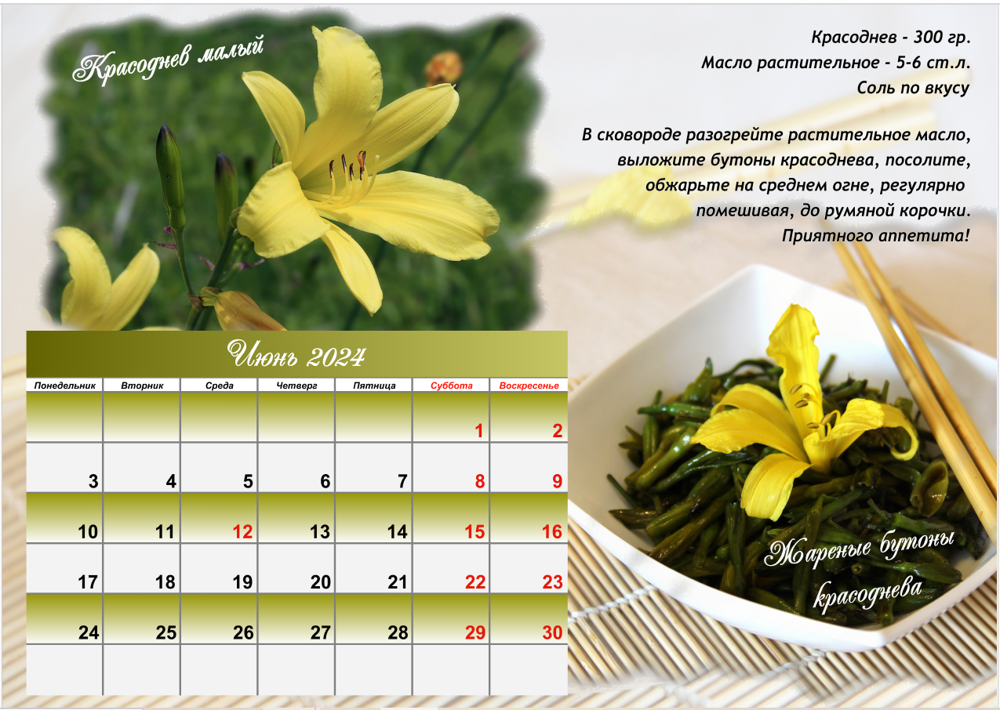 Красоднев малый
Красоднев - 300 гр.
Масло растительное - 5-6 ст.л.
Соль по вкусу
В сковороде разогрейте растительное масло,
выложите бутоны красоднева, посолите,
обжарьте на среднем огне, регулярно
помешивая, до румяной корочки.
Приятного аппетита!
Июнь 2024
Понедельник Вторник Среда Четверг Пятница Суббота Воскресенье
1 2
3 4 5 6 7 8 9
10 11 12 13 14 15 16
17 18 19 20 21 22 23
24 25 26 27 28 29 30
Жареные бутоны
красоднева